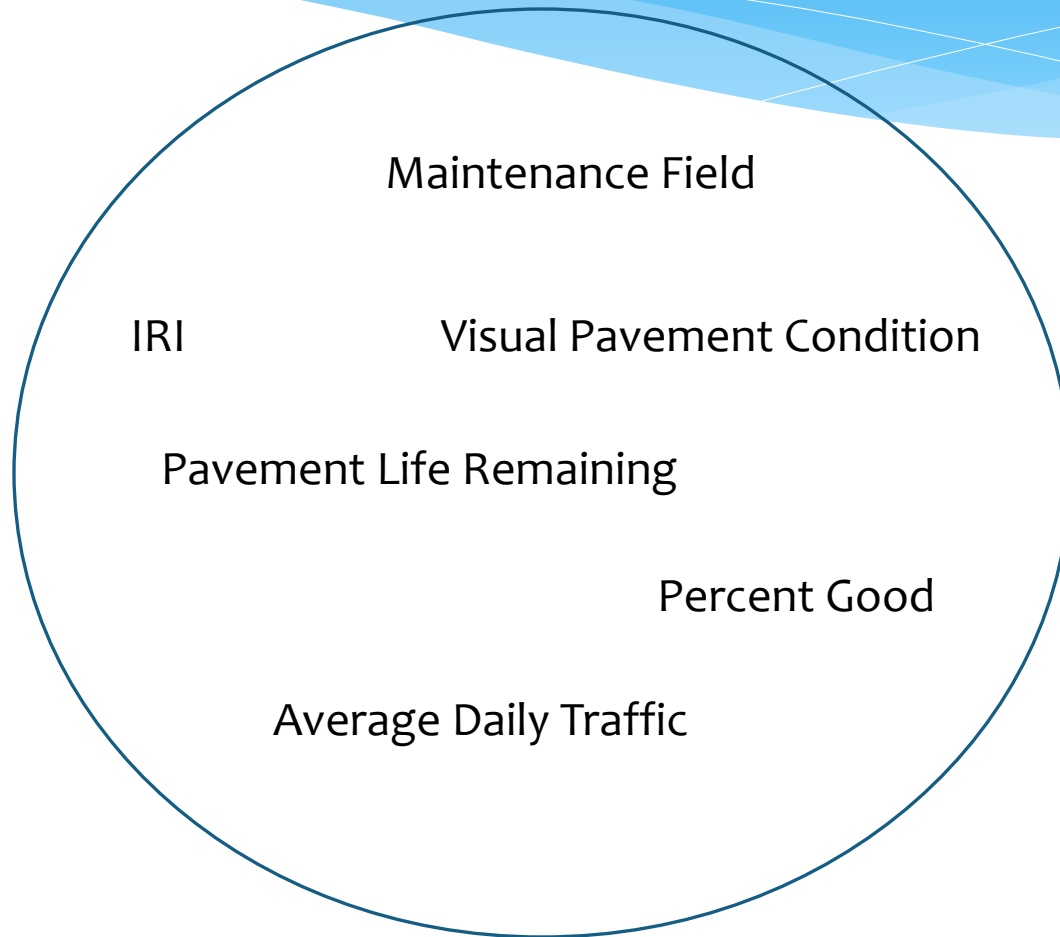 Maintenance Field
IRI
Visual Pavement Condition
Pavement Life Remaining
Percent Good
Average Daily Traffic